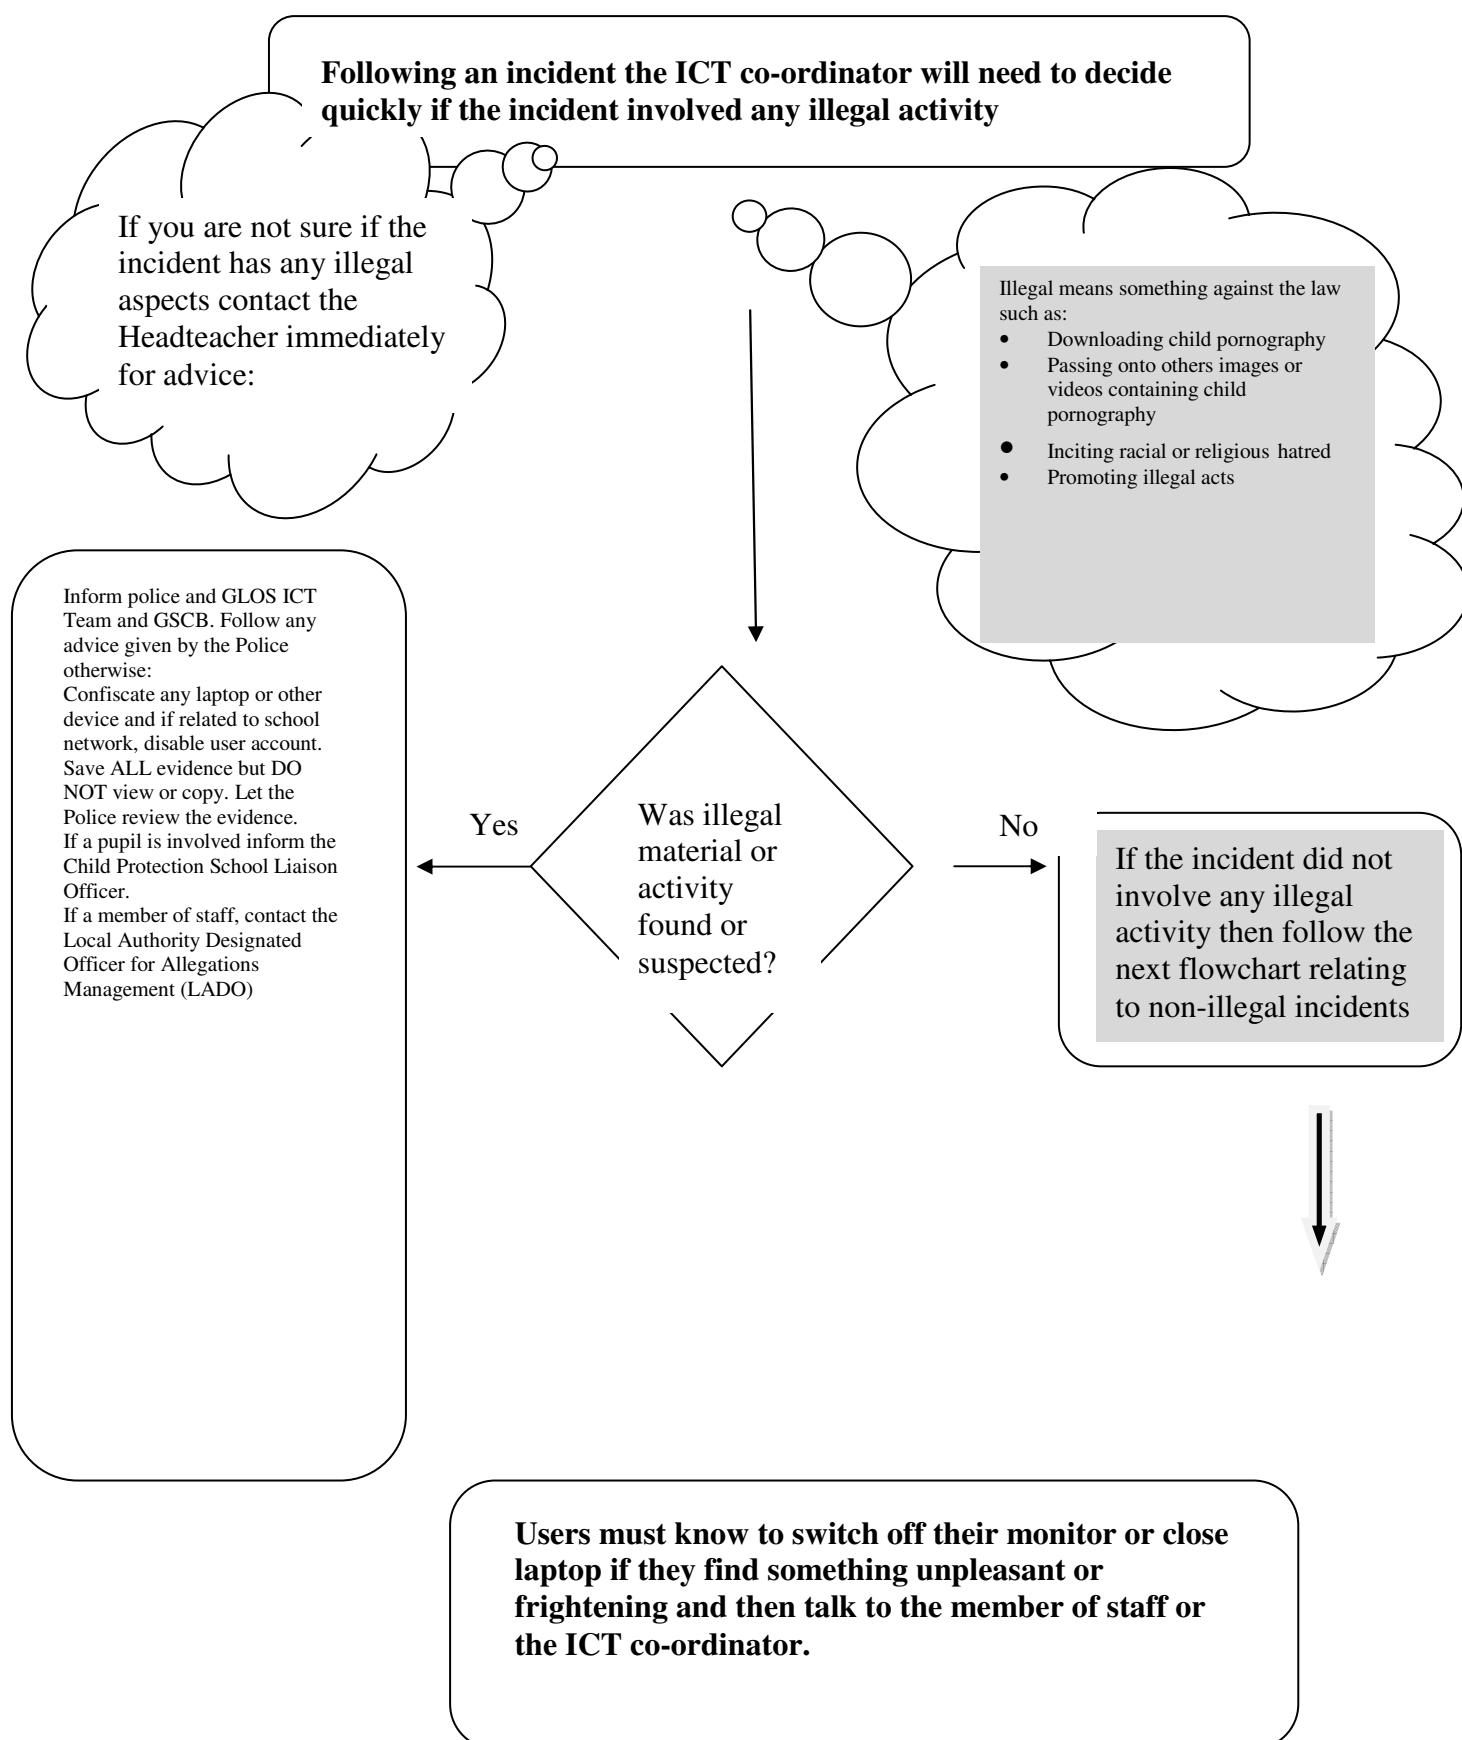 Following an incident the ICT co-ordinator will need to decide
quickly if the incident involved any illegal activity
If you are not sure if the
incident has any illegal
aspects contact the
Headteacher immediately
for advice:
Illegal means something against the law
such as:
• Downloading child pornography
• Passing onto others images or
videos containing child
pornography
• Inciting racial or religious hatred
• Promoting illegal acts
Inform police and GLOS ICT
Team and GSCB. Follow any
advice given by the Police
otherwise:
Confiscate any laptop or other
device and if related to school
network, disable user account.
Save ALL evidence but DO
NOT view or copy. Let the
Police review the evidence.
If a pupil is involved inform the
Child Protection School Liaison
Officer.
If a member of staff, contact the
Local Authority Designated
Officer for Allegations
Management (LADO)
Yes
Was illegal
material or
activity
found or
suspected?
No
If the incident did not
involve any illegal
activity then follow the
next flowchart relating
to non-illegal incidents
Users must know to switch off their monitor or close
laptop if they find something unpleasant or
frightening and then talk to the member of staff or
the ICT co-ordinator.